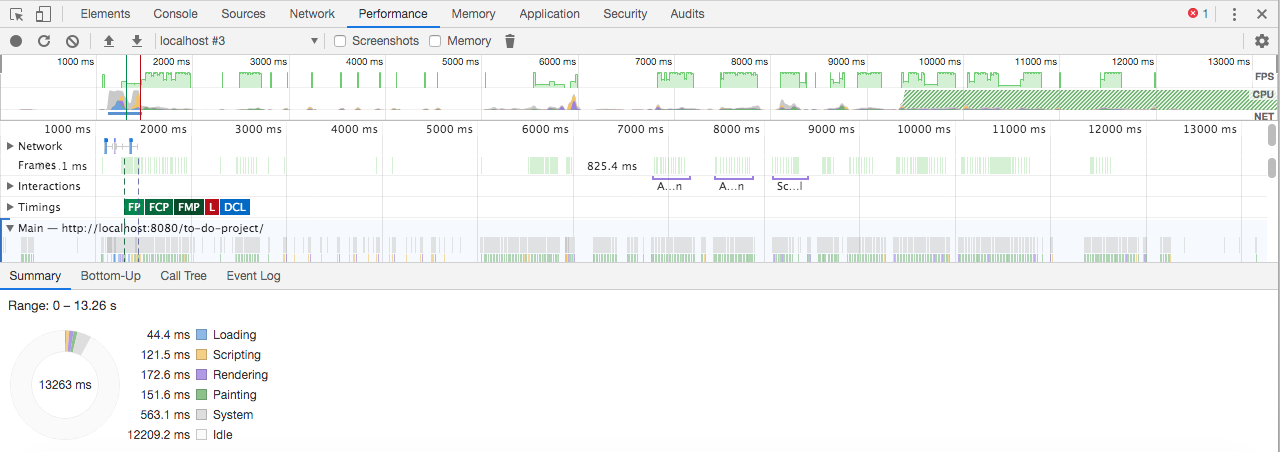 Elements Console Sources Network Performance Memory Application Security Audits 1
localhost #3 Screenshots Memory
1000 ms 2000 ms 3000 ms 4000 ms 5000 ms 6000 ms 7000 ms 8000 ms 9000 ms 10000 ms 11000 ms 12000 ms 13000 ms
FPS
CPU
NET
1000 ms 2000 ms 3000 ms 4000 ms 5000 ms 6000 ms 7000 ms 8000 ms 9000 ms 10000 ms 11000 ms 12000 ms 13000 ms
Network
Frames .1 ms 825.4 ms
Interactions A...n A...n Sc...l
Timings FP FCP FMP L DCL
Main — http://localhost:8080/to-do-project/
Summary Bottom-Up Call Tree Event Log
Range: 0 – 13.26 s
13263 ms
44.4 ms Loading
121.5 ms Scripting
172.6 ms Rendering
151.6 ms Painting
563.1 ms System
12209.2 ms Idle